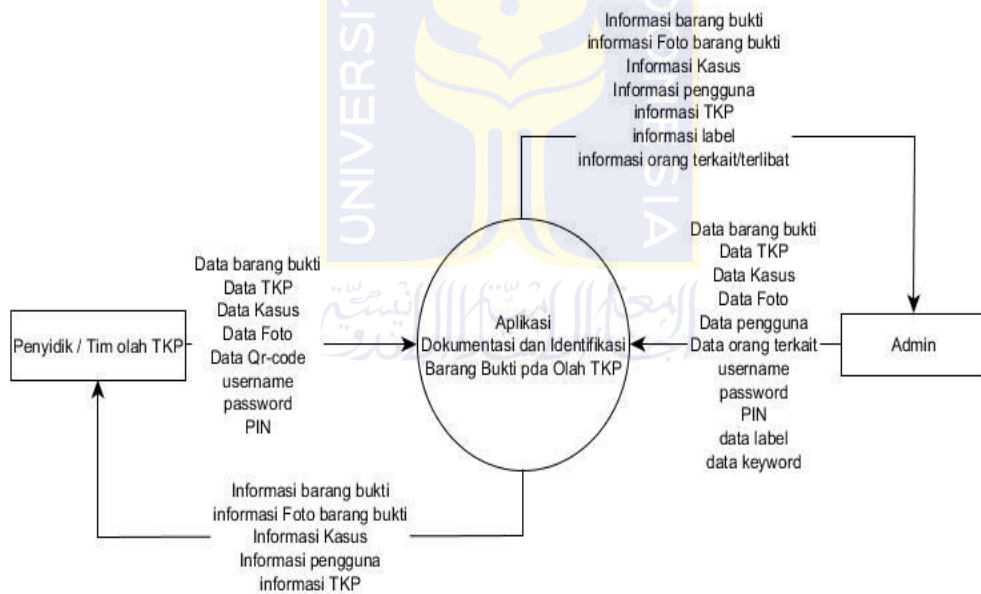 Informasi barang bukti
informasi Foto barang bukti
Informasi Kasus
Informasi pengguna
informasi TKP
informasi label
informasi orang terkait/terlibat
Data barang bukti
Data TKP
Data Kasus
Data Foto
Data Qr-code
username
password
PIN
Penyidik / Tim olah TKP
Aplikasi
Dokumentasi dan Identifikasi
Barang Bukti pda Olah TKP
Data barang bukti
Data TKP
Data Kasus
Data Foto
Data pengguna
Data orang terkait
username
password
PIN
data label
data keyword
Admin
Informasi barang bukti
informasi Foto barang bukti
Informasi Kasus
Informasi pengguna
informasi TKP